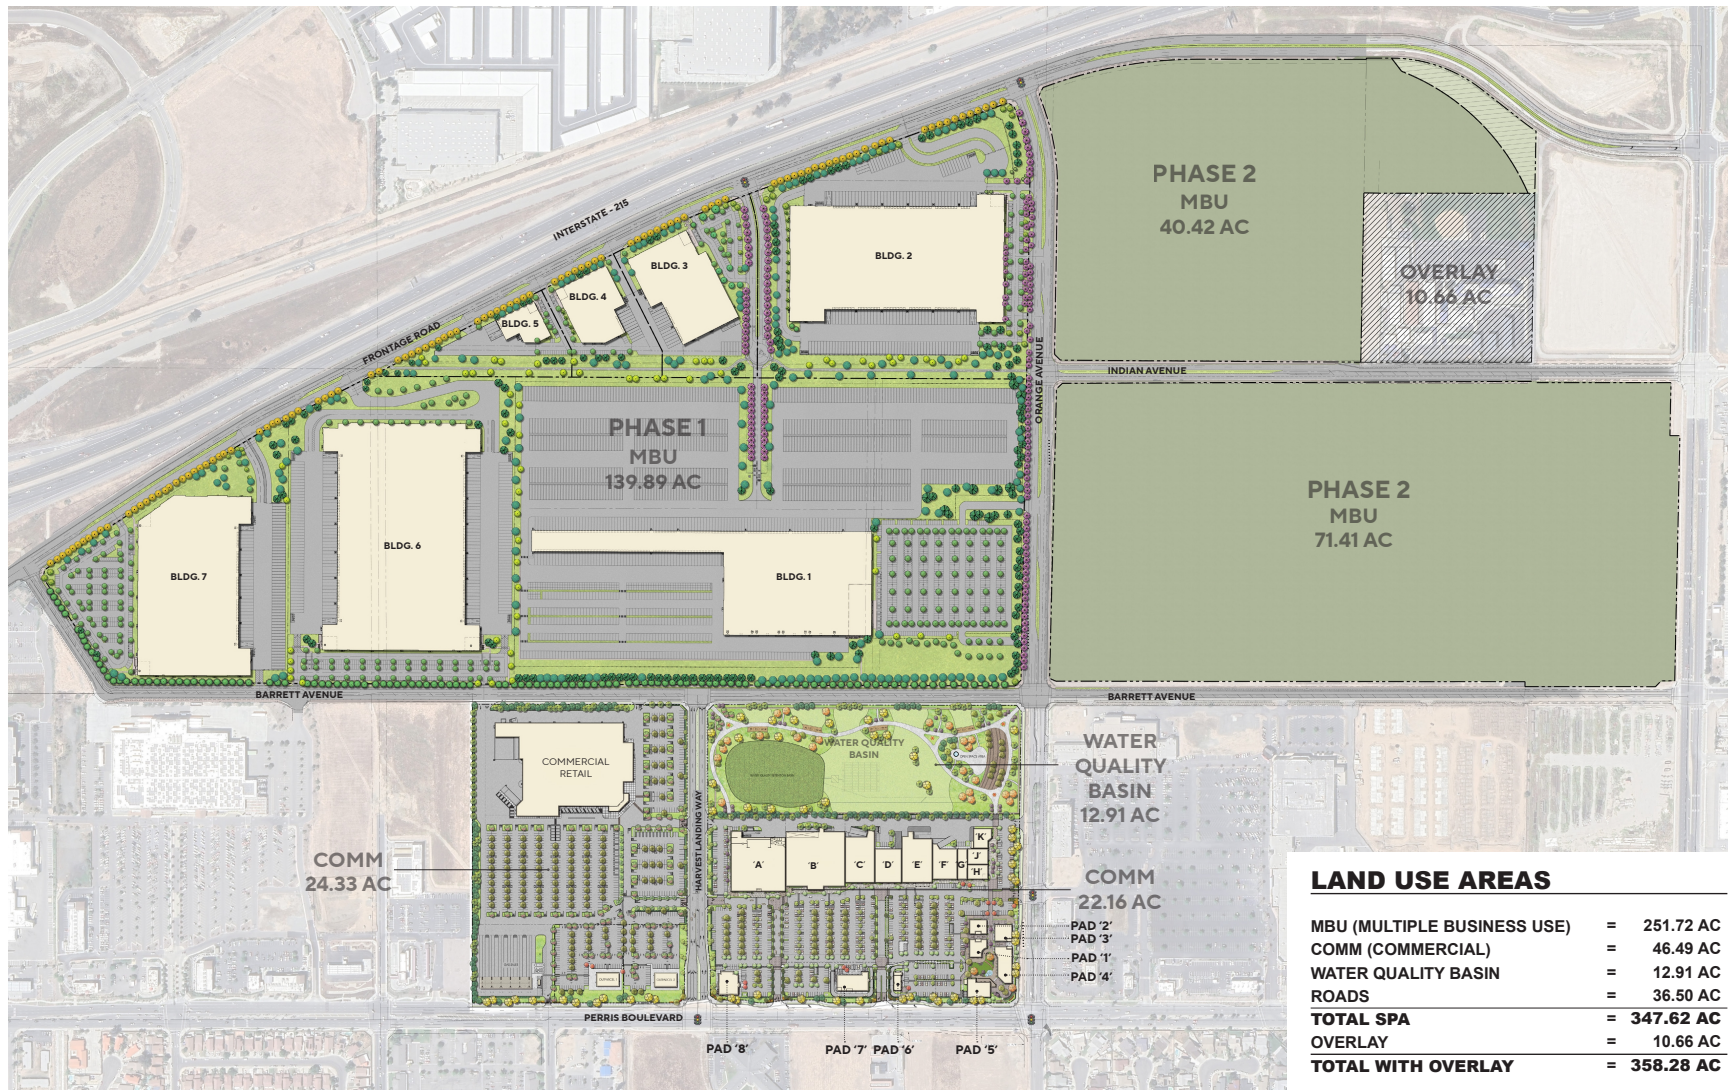 PHASE 2
MBU
40.42 AC
INTERSTATE - 215
BLDG. 2
BLDG. 3
OVERLAY
10.66 AC
BLDG. 4
BLDG. 5
FRONTAGE ROAD
ORANGE AVENUE
INDIAN AVENUE
PHASE 1
MBU
139.89 AC
PHASE 2
MBU
71.41 AC
BLDG. 6
BLDG. 7
BLDG. 1
BARRETT AVENUE
BARRETT AVENUE
COMMERCIAL
RETAIL
WATER QUALITY
BASIN
WATER
QUALITY
BASIN
12.91 AC
HARVEST LANDING WAY
COMM
24.33 AC
'A'
'B'
'C'
'D'
'E'
'F'
'G'
'H'
'J'
'K'
COMM
22.16 AC
PAD '2'
PAD '3'
PAD '1'
PAD '4'
PERRIS BOULEVARD
PAD '8'
PAD '7'
PAD '6'
PAD '5'
LAND USE AREAS
MBU (MULTIPLE BUSINESS USE) = 251.72 AC
COMM (COMMERCIAL) = 46.49 AC
WATER QUALITY BASIN = 12.91 AC
ROADS = 36.50 AC
TOTAL SPA = 347.62 AC
OVERLAY = 10.66 AC
TOTAL WITH OVERLAY = 358.28 AC